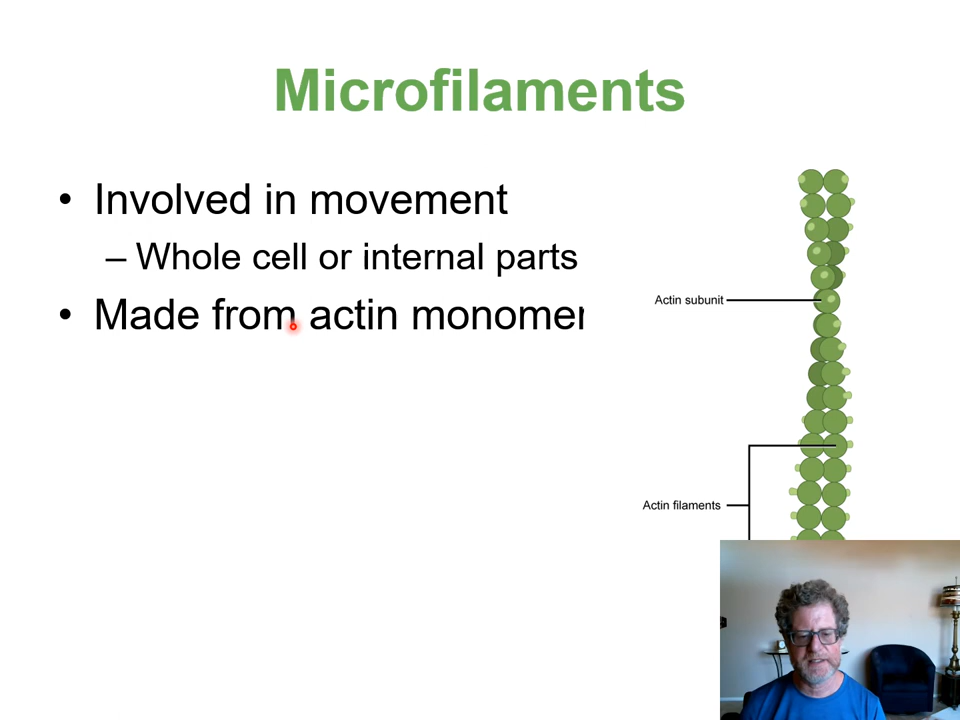 Microfilaments
• Involved in movement
– Whole cell or internal parts
• Made from actin monomer
Actin subunit
Actin filaments